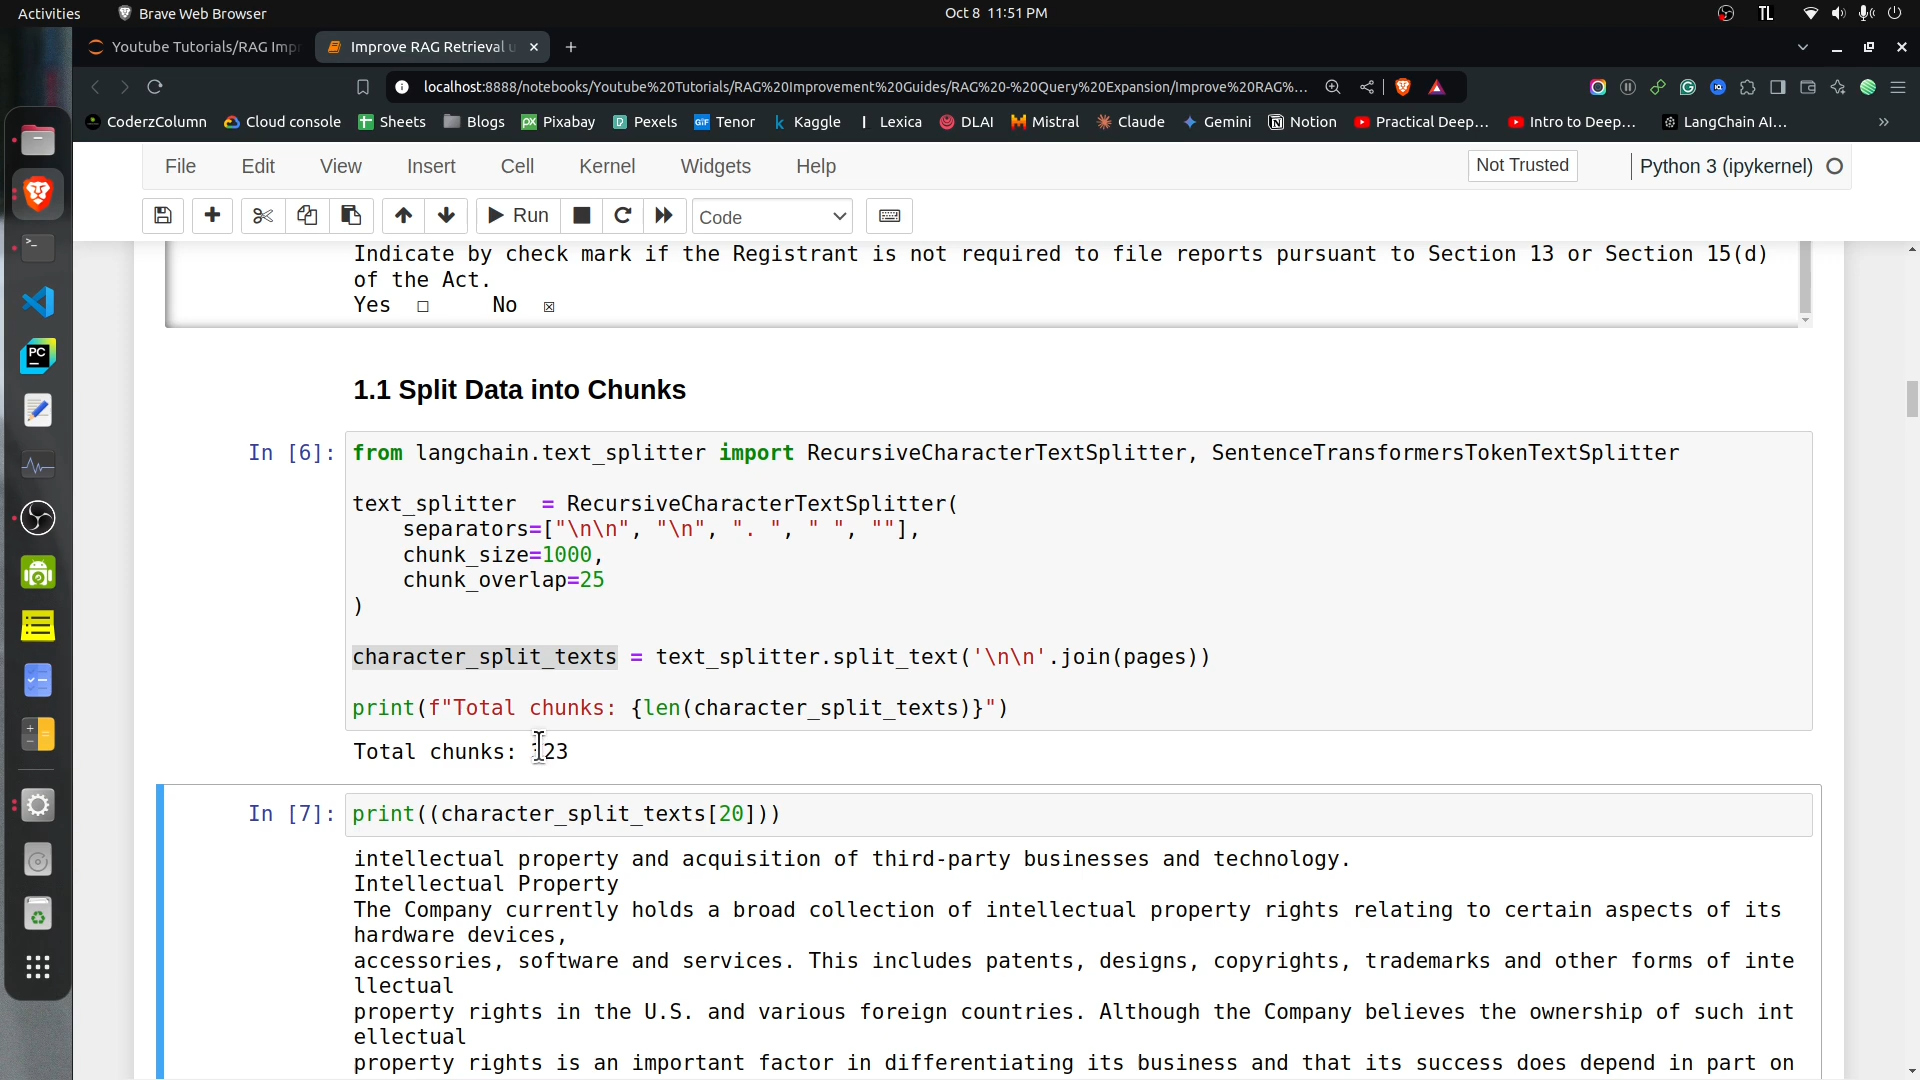 Activities Brave Web Browser Oct 8 11:51 PM TL
Youtube Tutorials/RAG Imp Improve RAG Retrieval u
localhost:8888/notebooks/Youtube%20Tutorials/RAG%20Improvement%20Guides/RAG%20-%20Query%20Expansion/Improve%20RAG%...
CoderzColumn Cloud console Sheets Blogs Pixabay Pexels Tenor Kaggle Lexica DLAI Mistral Claude Gemini Notion Practical Deep... Intro to Deep... LangChain AI... »
File Edit View Insert Cell Kernel Widgets Help Not Trusted Python 3 (ipykernel)
Run Code
Indicate by check mark if the Registrant is not required to file reports pursuant to Section 13 or Section 15(d)
of the Act.
Yes ☐ No ☒
1.1 Split Data into Chunks
In [6]: from langchain.text_splitter import RecursiveCharacterTextSplitter, SentenceTransformersTokenTextSplitter
text_splitter = RecursiveCharacterTextSplitter(
separators=["\n\n", "\n", ". ", " ", ""],
chunk_size=1000,
chunk_overlap=25
)
character_split_texts = text_splitter.split_text('\n\n'.join(pages))
print(f"Total chunks: {len(character_split_texts)}")
Total chunks:
In [7]: print((character_split_texts[20]))
intellectual property and acquisition of third-party businesses and technology.
Intellectual Property
The Company currently holds a broad collection of intellectual property rights relating to certain aspects of its
hardware devices,
accessories, software and services. This includes patents, designs, copyrights, trademarks and other forms of inte
llectual
property rights in the U.S. and various foreign countries. Although the Company believes the ownership of such int
ellectual
property rights is an important factor in differentiating its business and that its success does depend in part on